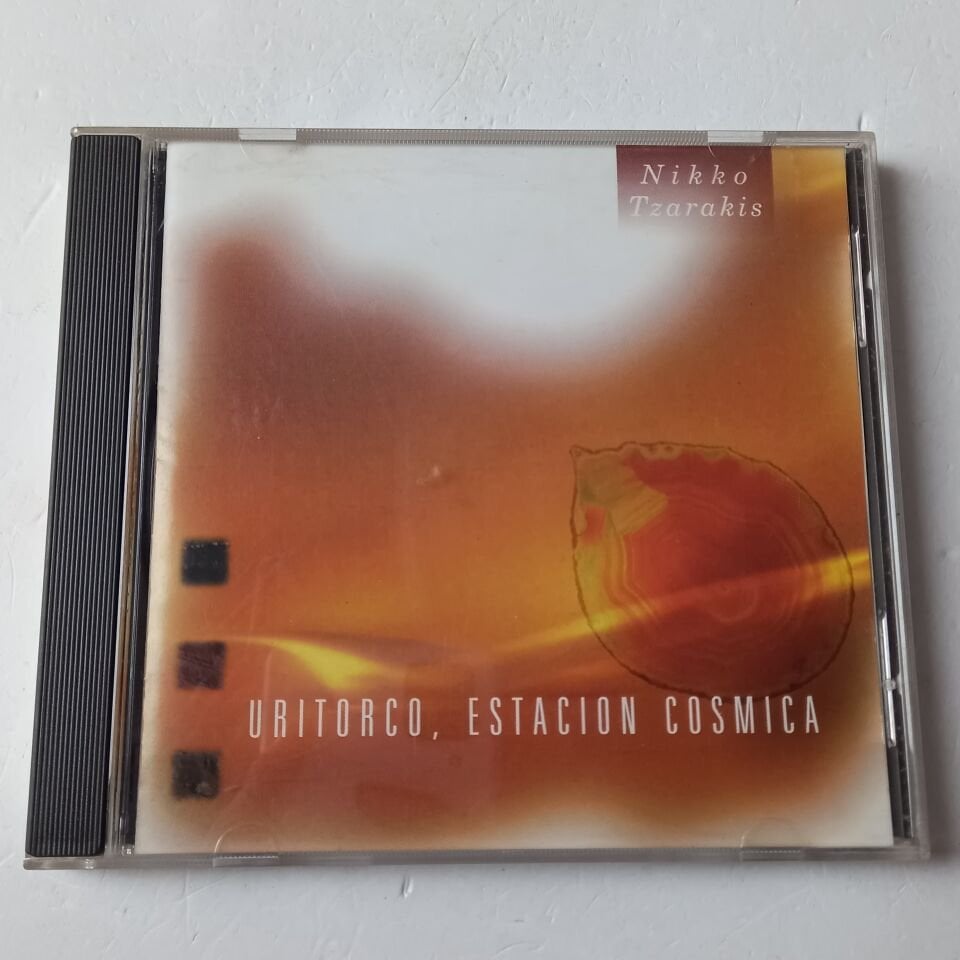 Nikko
Tzarakis
URITORCO, ESTACION COSMICA